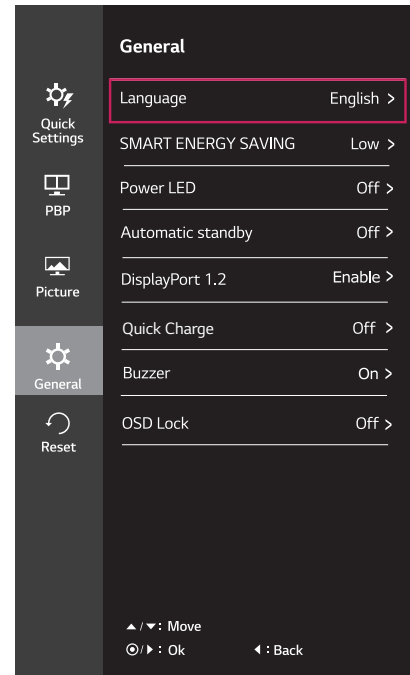 General
Quick
Settings
PBP
Picture
General
Reset
Language English >
SMART ENERGY SAVING Low >
Power LED Off >
Automatic standby Off >
DisplayPort 1.2 Enable >
Quick Charge Off >
Buzzer On >
OSD Lock Off >
▲/▼: Move
◉/▶: Ok ◀: Back